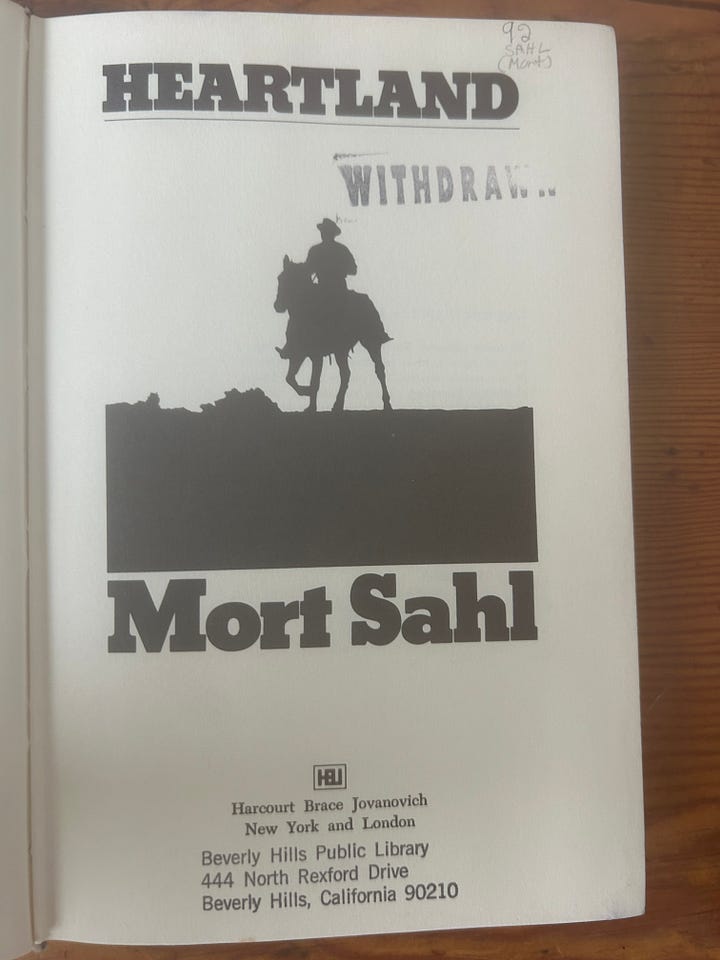 92
SAHL
(Mort)
HEARTLAND
WITHDRAW
Mort Sahl
HBJ
Harcourt Brace Jovanovich
New York and London
Beverly Hills Public Library
444 North Rexford Drive
Beverly Hills, California 90210